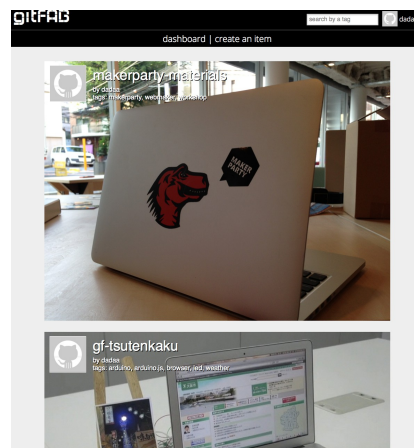 gitFAB
search by a tag
dadaa
dashboard | create an item
makerparty-materials
by dadaa
tags: makerparty, webmaker, workshop
MAKER
PARTY
gf-tsutenkaku
by dadaa
tags: arduino, arduino.js, browser, led, weather